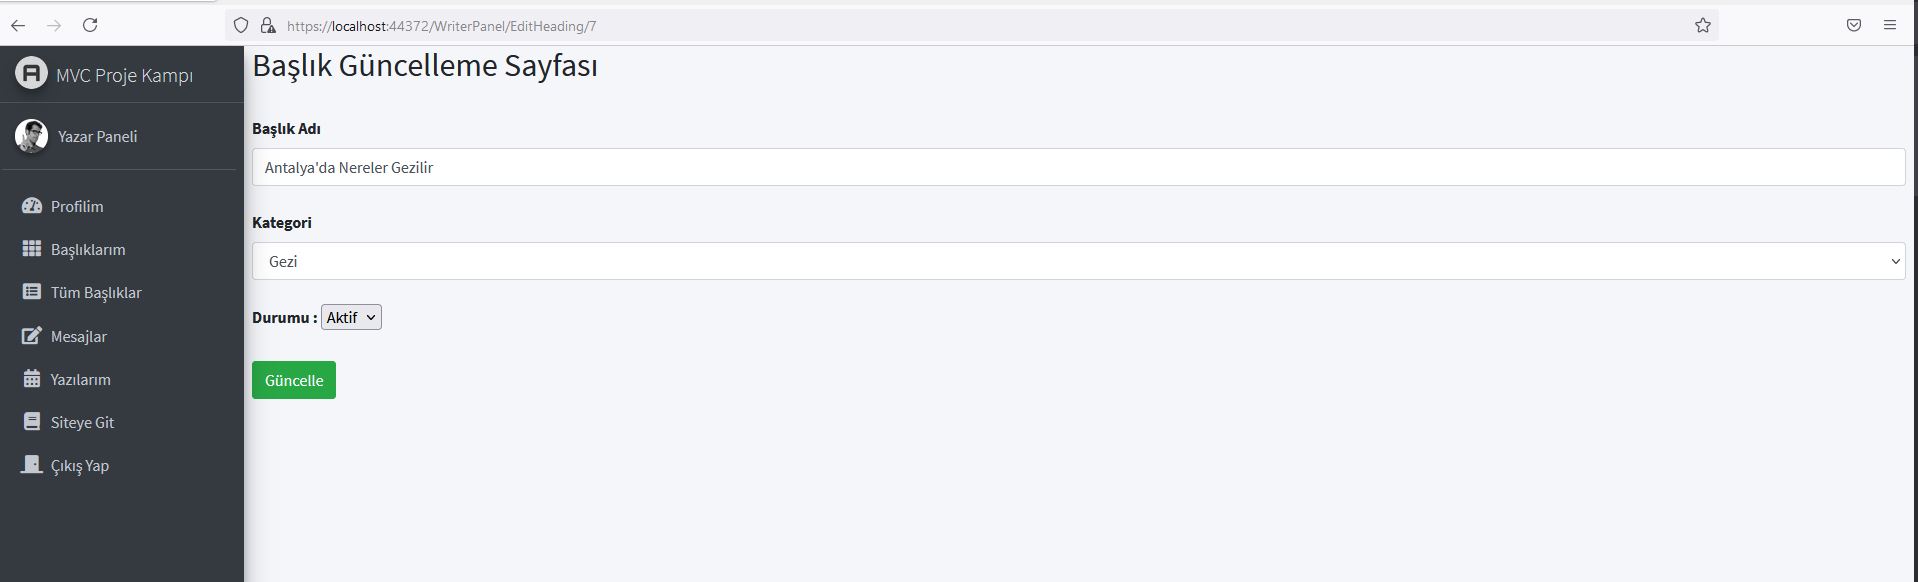 https://localhost:44372/WriterPanel/EditHeading/7
MVC Proje Kampı
Yazar Paneli
Profilim
Başlıklarım
Tüm Başlıklar
Mesajlar
Yazılarım
Siteye Git
Çıkış Yap
Başlık Güncelleme Sayfası
Başlık Adı
Antalya'da Nereler Gezilir
Kategori
Gezi
Durumu : Aktif
Güncelle